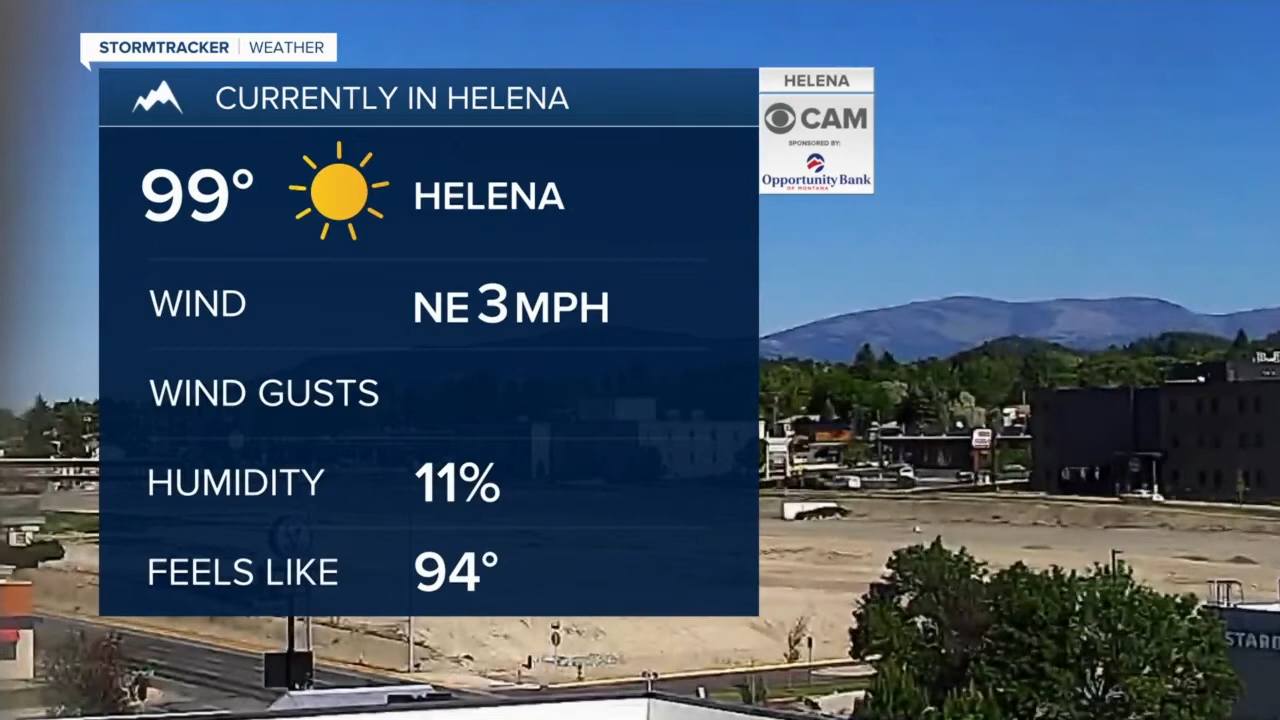 STORMTRACKER | WEATHER
CURRENTLY IN HELENA
HELENA
CAM
SPONSORED BY:
Opportunity Bank
OF MONTANA
99° HELENA
WIND NE 3 MPH
WIND GUSTS
HUMIDITY 11%
FEELS LIKE 94°